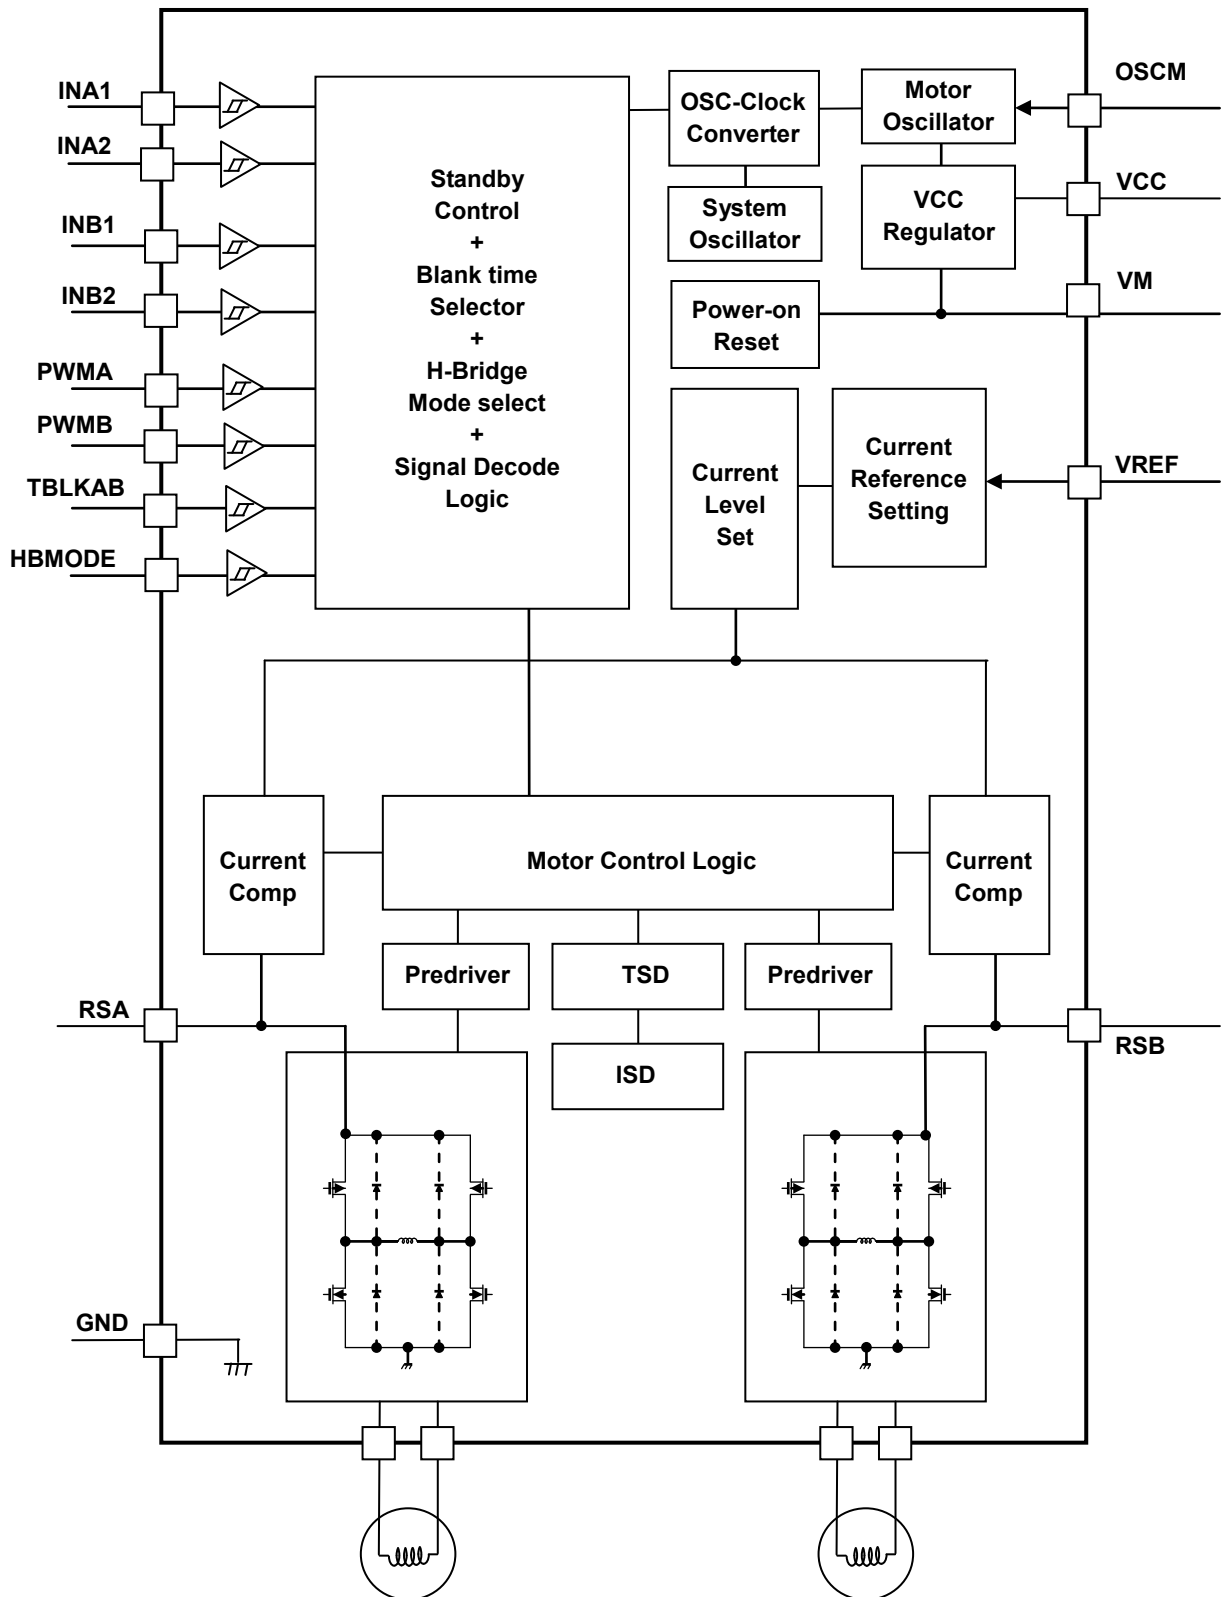 INA1
INA2
INB1
INB2
PWMA
PWMB
TBLKAB
HBMODE
Standby
Control
+
Blank time
Selector
+
H-Bridge
Mode select
+
Signal Decode
Logic
OSC-Clock
Converter
Motor
Oscillator
OSCM
System
Oscillator
VCC
Regulator
VCC
Power-on
Reset
VM
Current
Level
Set
Current
Reference
Setting
VREF
Current
Comp
Motor Control Logic
Current
Comp
Predriver
TSD
Predriver
RSA
ISD
RSB
GND